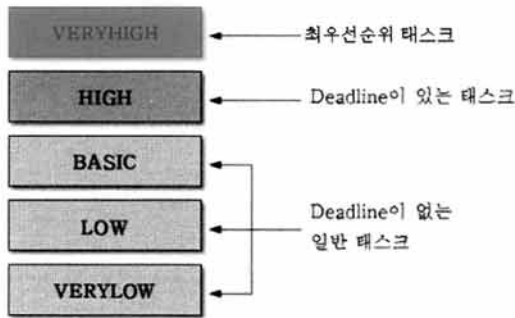 VERYHIGH
최우선순위 태스크
HIGH
Deadline이 있는 태스크
BASIC
LOW
Deadline이 없는
일반 태스크
VERYLOW